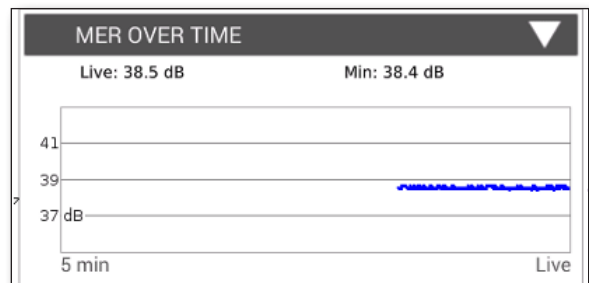 MER OVER TIME
Live: 38.5 dB Min: 38.4 dB
41
39
37 dB
5 min Live